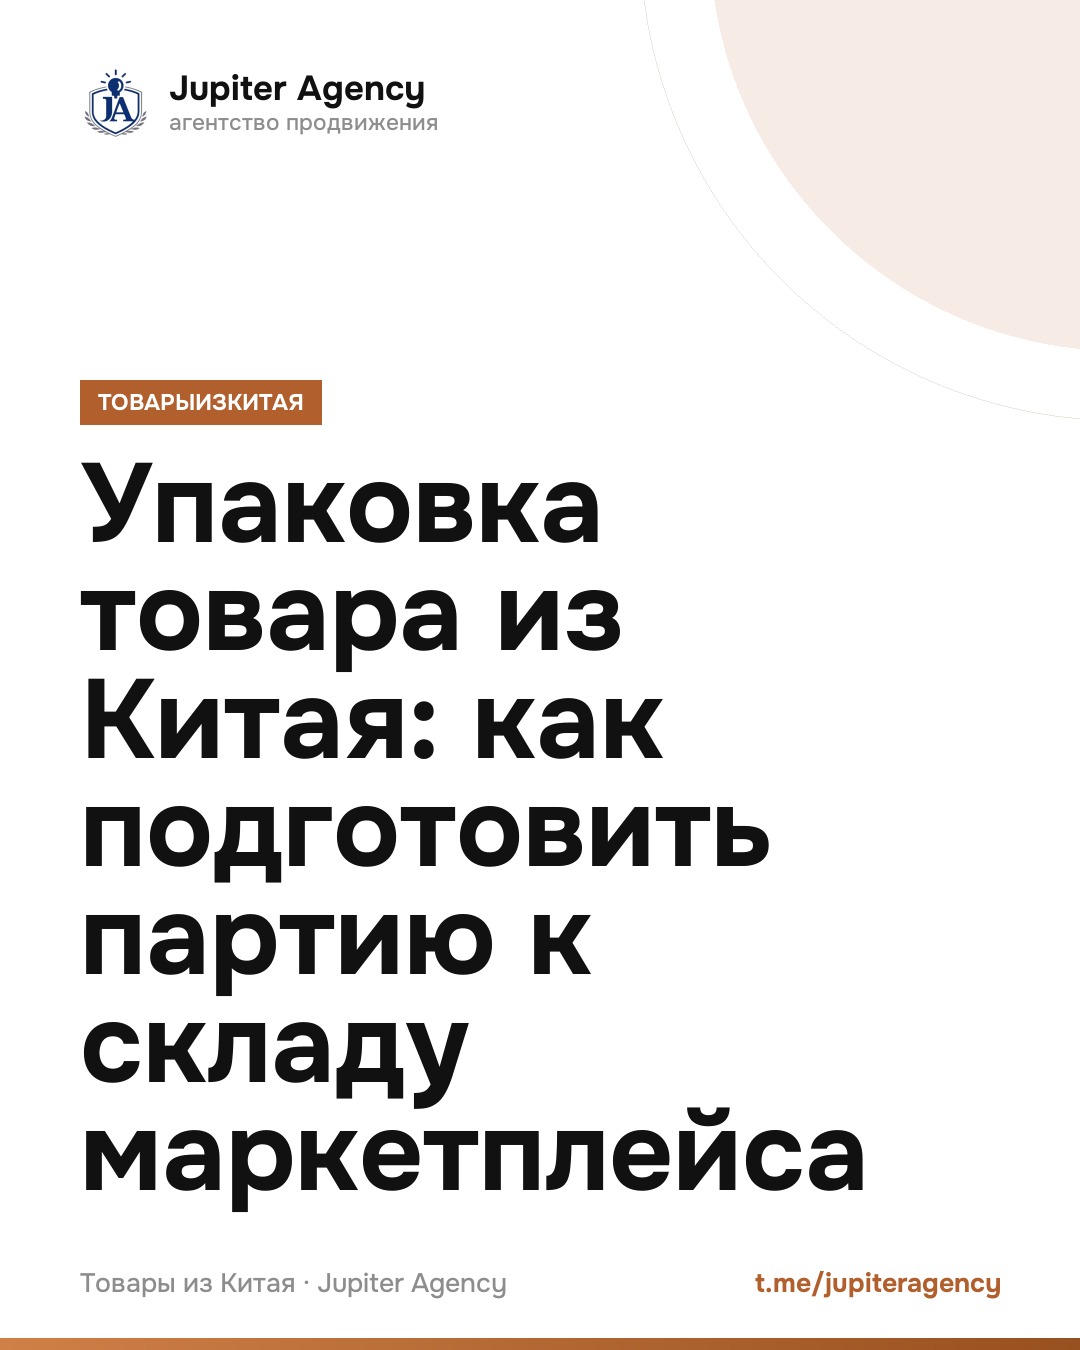 JA
Jupiter Agency
агентство продвижения
ТОВАРЫИЗКИТАЯ
Упаковка
товара из
Китая: как
подготовить
партию к
складу
маркетплейса
Товары из Китая · Jupiter Agency
t.me/jupiteragency